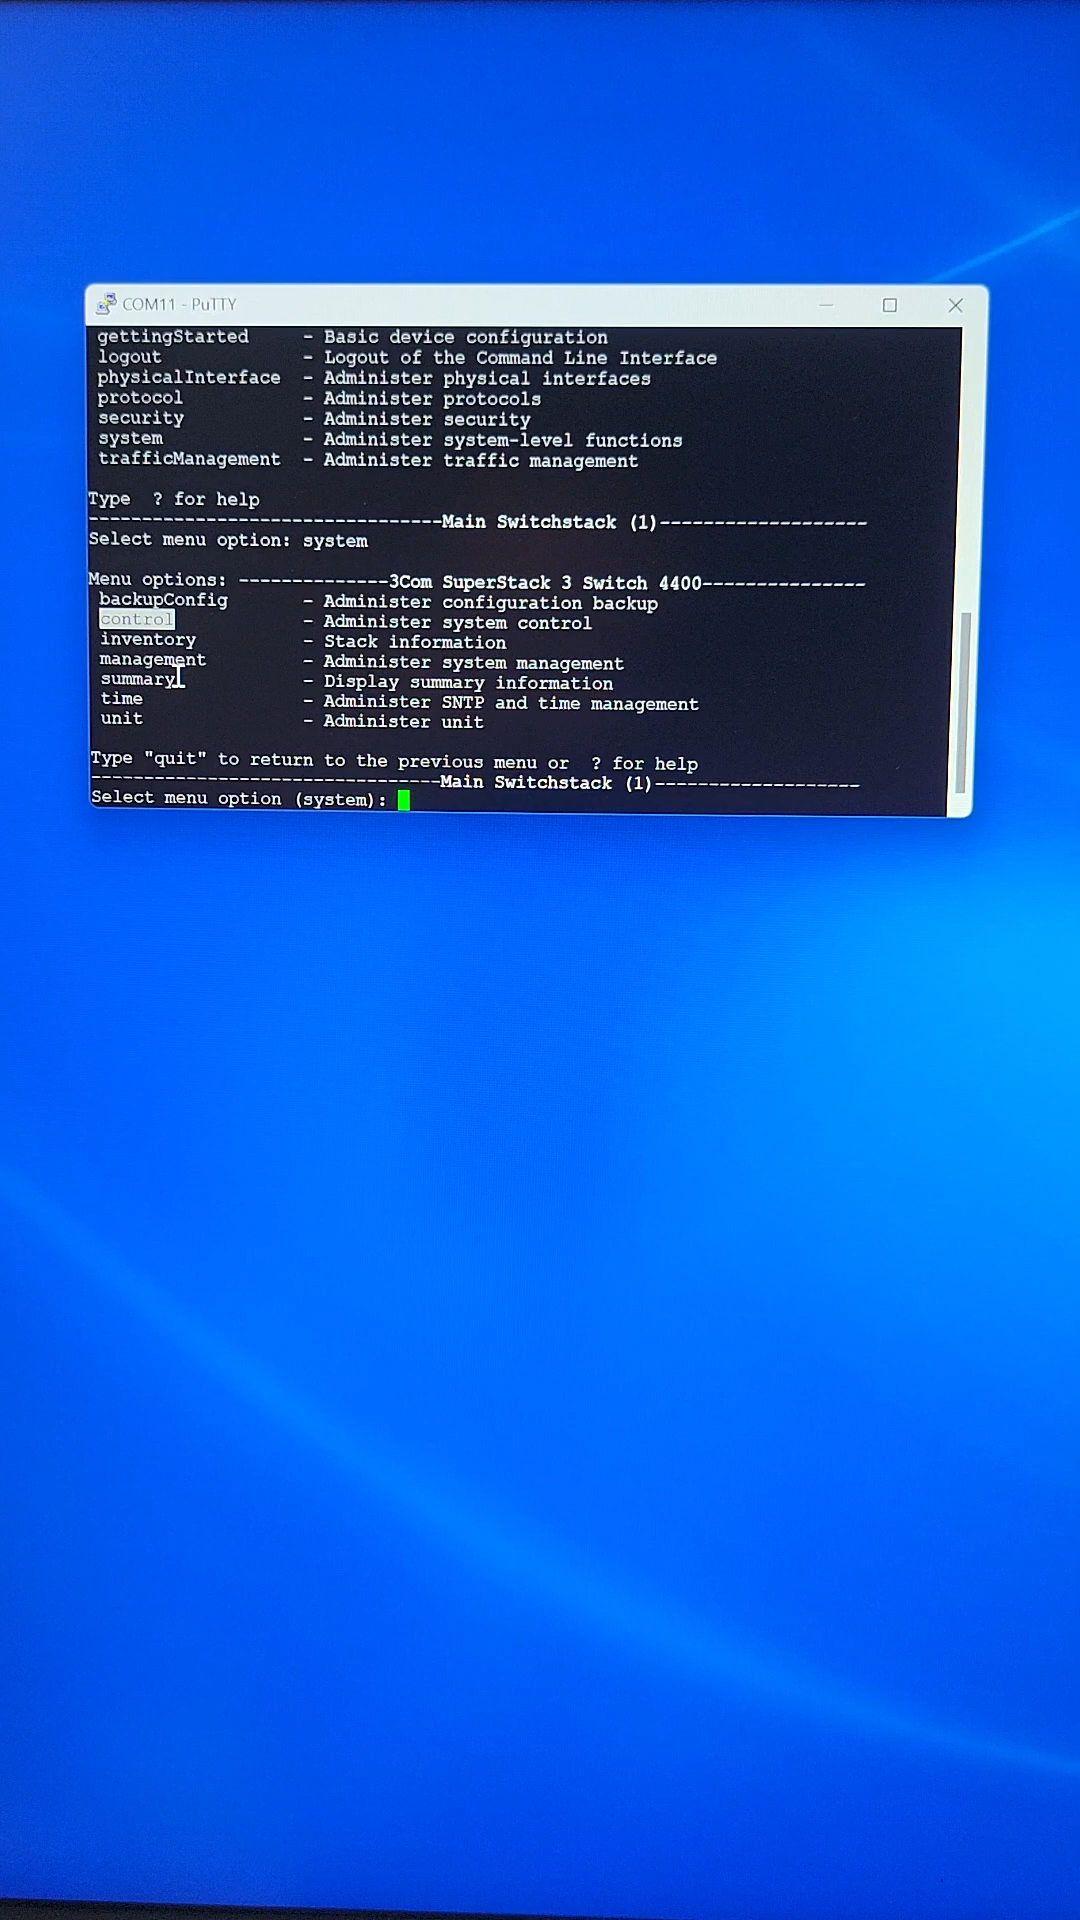 COM11 - PuTTY
gettingStarted - Basic device configuration
logout - Logout of the Command Line Interface
physicalInterface - Administer physical interfaces
protocol - Administer protocols
security - Administer security
system - Administer system-level functions
trafficManagement - Administer traffic management
Type ? for help
---------------------------------Main Switchstack (1)--------------------
Select menu option: system
Menu options: --------------3Com SuperStack 3 Switch 4400---------------
backupConfig - Administer configuration backup
control - Administer system control
inventory - Stack information
management - Administer system management
summary - Display summary information
time - Administer SNTP and time management
unit - Administer unit
Type "quit" to return to the previous menu or ? for help
---------------------------------Main Switchstack (1)--------------------
Select menu option (system):